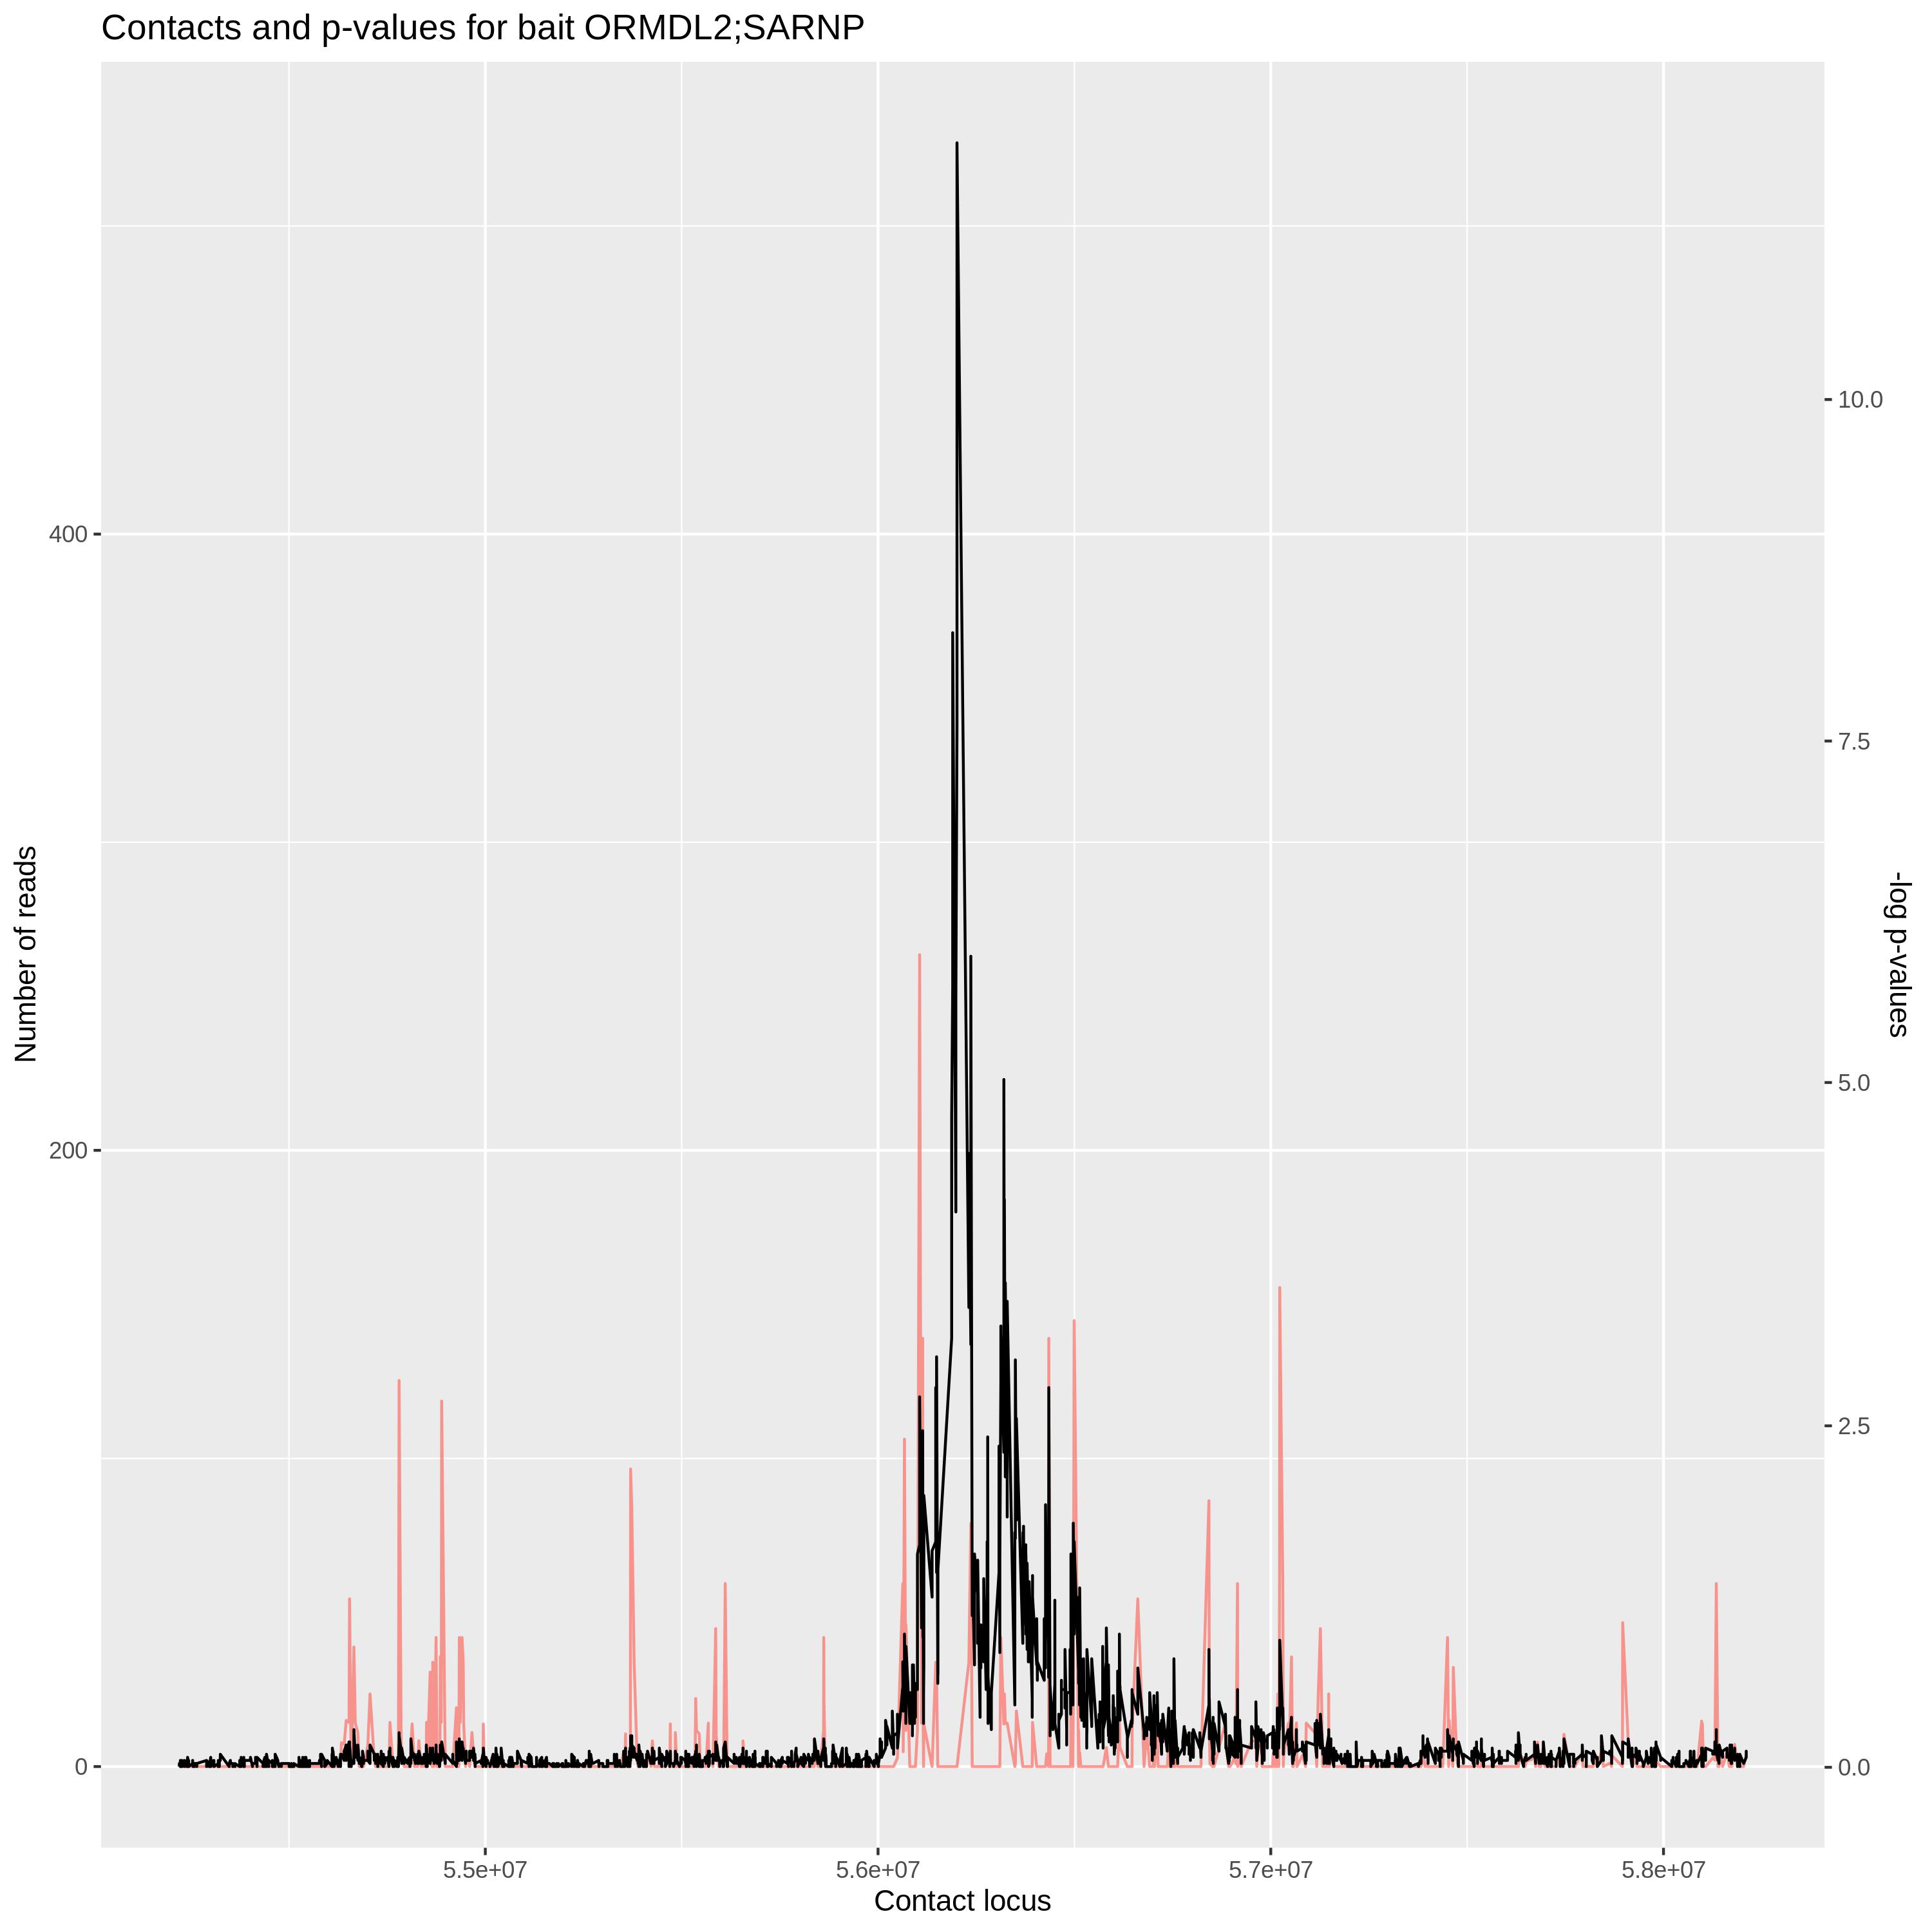 Contacts and p-values for bait ORMDL2;SARNP
Number of reads
400
200
0
10.0
7.5
5.0
2.5
0.0
-log p-values
5.5e+07
5.6e+07
5.7e+07
5.8e+07
Contact locus